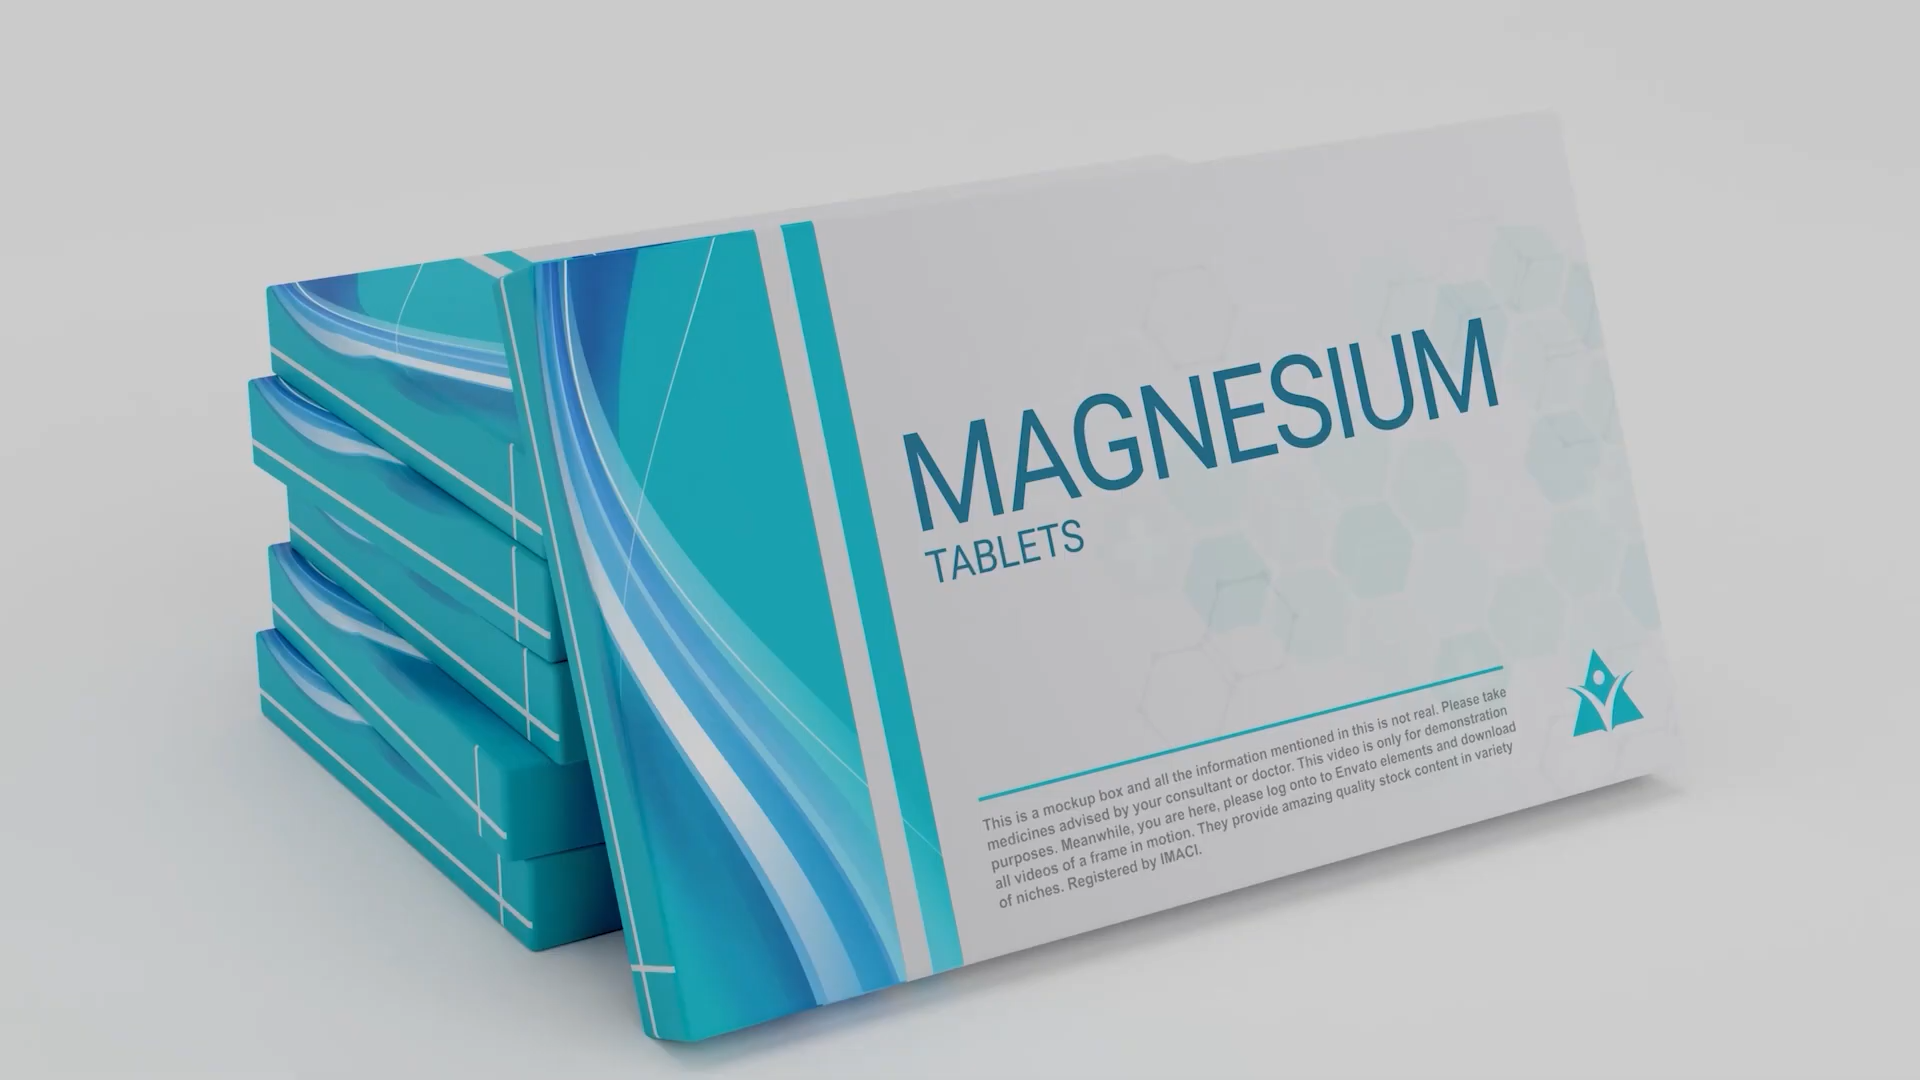 MAGNESIUM
TABLETS
This is a mockup box and all the information mentioned in this is not real. Please take
medicines advised by your consultant or doctor. This video is only for demonstration
purposes. Meanwhile, you are here, please log onto to Envato elements and download
all videos of a frame in motion. They provide amazing quality stock content in variety
of niches. Registered by IMACI.